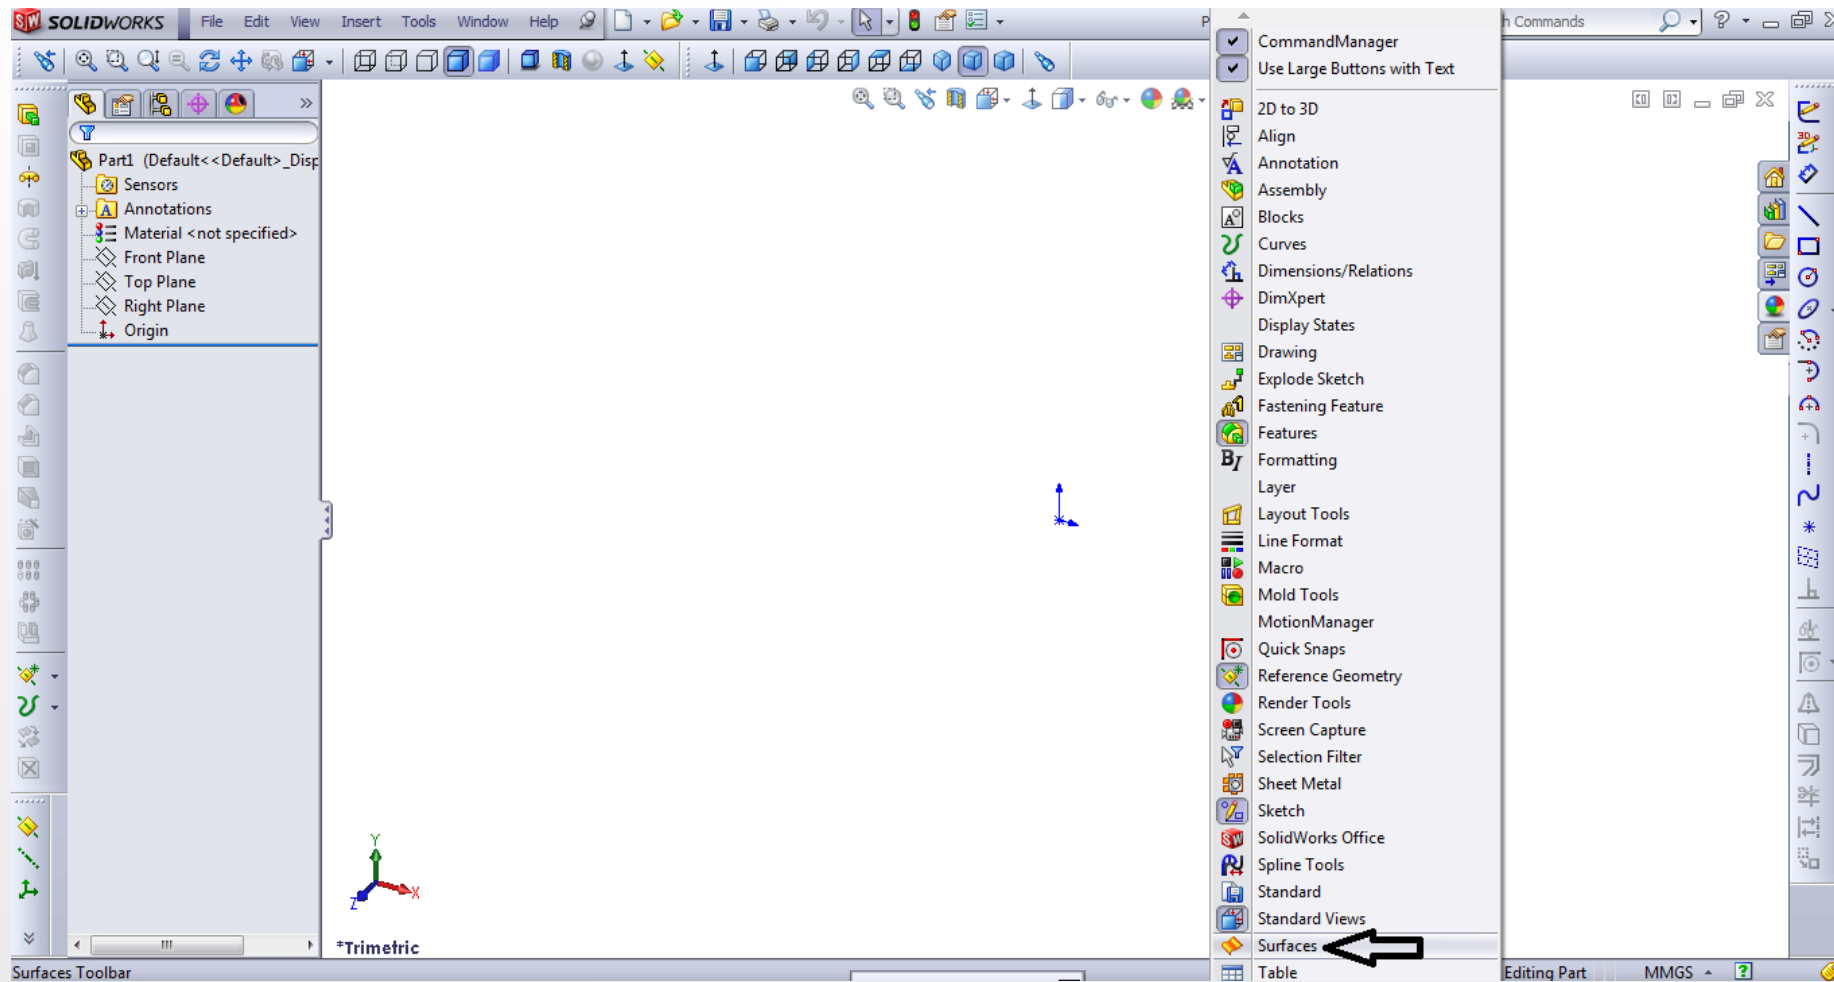 SOLIDWORKS File Edit View Insert Tools Window Help
h Commands
Part1 (Default<<Default>_Disp
Sensors
Annotations
Material <not specified>
Front Plane
Top Plane
Right Plane
Origin
CommandManager
Use Large Buttons with Text
2D to 3D
Align
Annotation
Assembly
Blocks
Curves
Dimensions/Relations
DimXpert
Display States
Drawing
Explode Sketch
Fastening Feature
Features
Formatting
Layer
Layout Tools
Line Format
Macro
Mold Tools
MotionManager
Quick Snaps
Reference Geometry
Render Tools
Screen Capture
Selection Filter
Sheet Metal
Sketch
SolidWorks Office
Spline Tools
Standard
Standard Views
Surfaces
Table
Y
X
Z
*Trimetric
Surfaces Toolbar
Editing Part MMGS